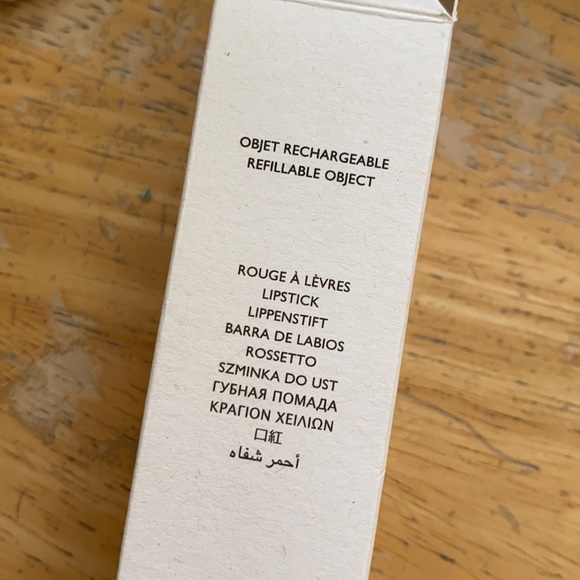 OBJET RECHARGEABLE
REFILLABLE OBJECT
ROUGE À LÈVRES
LIPSTICK
LIPPENSTIFT
BARRA DE LABIOS
ROSSETTO
SZMINKA DO UST
ГУБНАЯ ПОМАДА
ΚΡΑΓΙΟΝ ΧΕΙΛΙΩΝ
口紅
أحمر شفاه